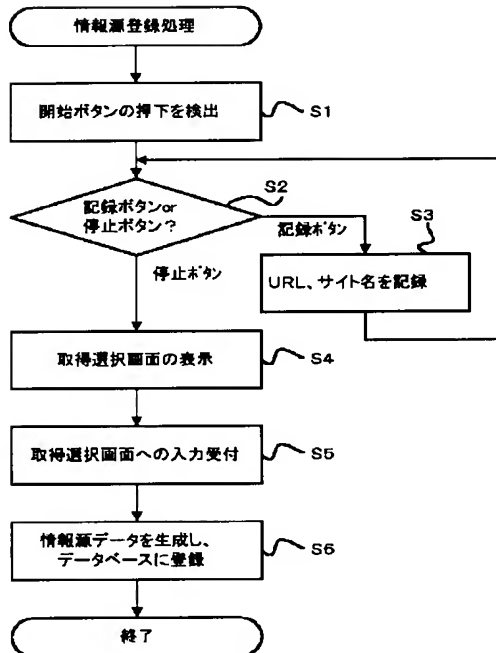 情報源登録処理
開始ボタンの押下を検出
S1
記録ボタンor
停止ボタン?
S2
記録ボタン
S3
URL、サイト名を記録
停止ボタン
取得選択画面の表示
S4
取得選択画面への入力受付
S5
情報源データを生成し、
データベースに登録
S6
終了